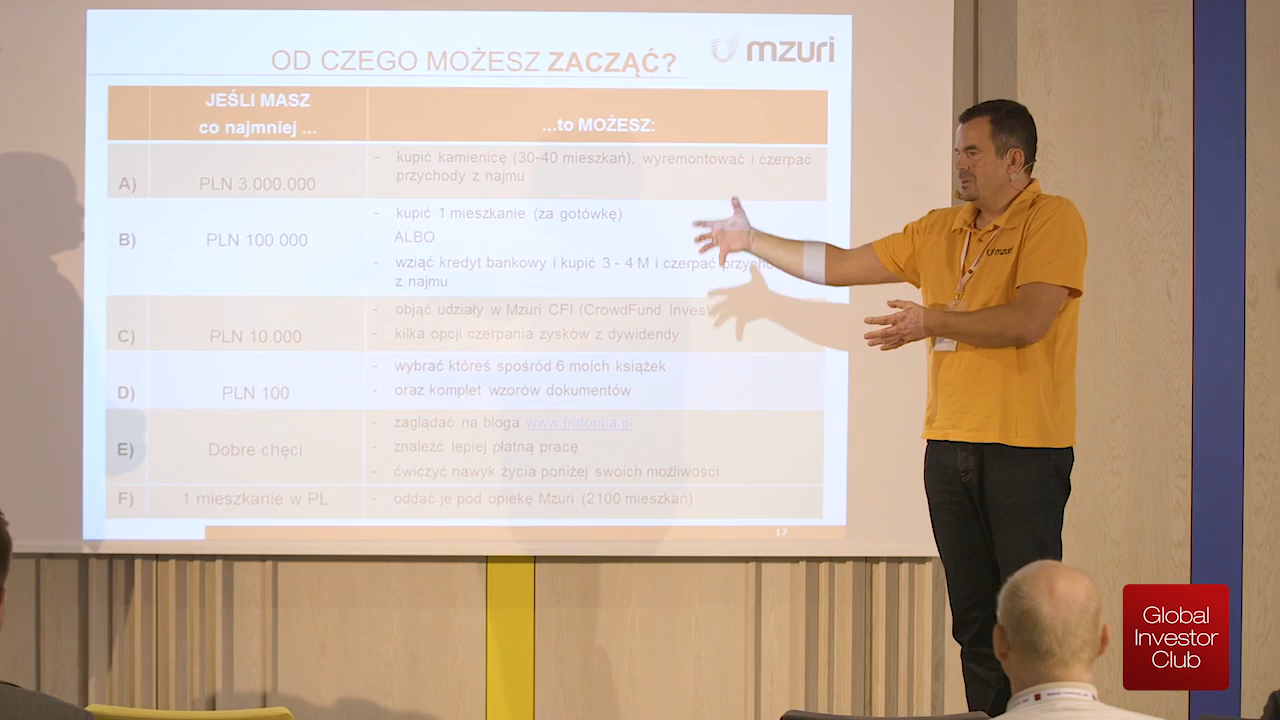 OD CZEGO MOŻESZ ZACZĄĆ?
mzuri
JEŚLI MASZ
co najmniej ...
...to MOŻESZ:
A)
PLN 3.000.000
- kupić kamienicę (30-40 mieszkań), wyremontować i czerpać
przychody z najmu
B)
PLN 100.000
- kupić 1 mieszkanie (za gotówkę)
ALBO
- wziąć kredyt bankowy i kupić 3 - 4 M i czerpać
z najmu
C)
PLN 10.000
- objąć udziały w Mzuri CFI (CrowdFund
- kilka opcji czerpania zysków z dywidendy
D)
PLN 100
- wybrać któreś spośród 6 moich książek
- oraz komplet wzorów dokumentów
E)
Dobre chęci
- zaglądać na bloga www.fridomia.pl
- znaleźć lepiej płatną pracę
- ćwiczyć nawyk życia poniżej swoich możliwości
F)
1 mieszkanie w PL
- oddać je pod opiekę Mzuri (2100 mieszkań)
17
mzuri
Global
Investor
Club